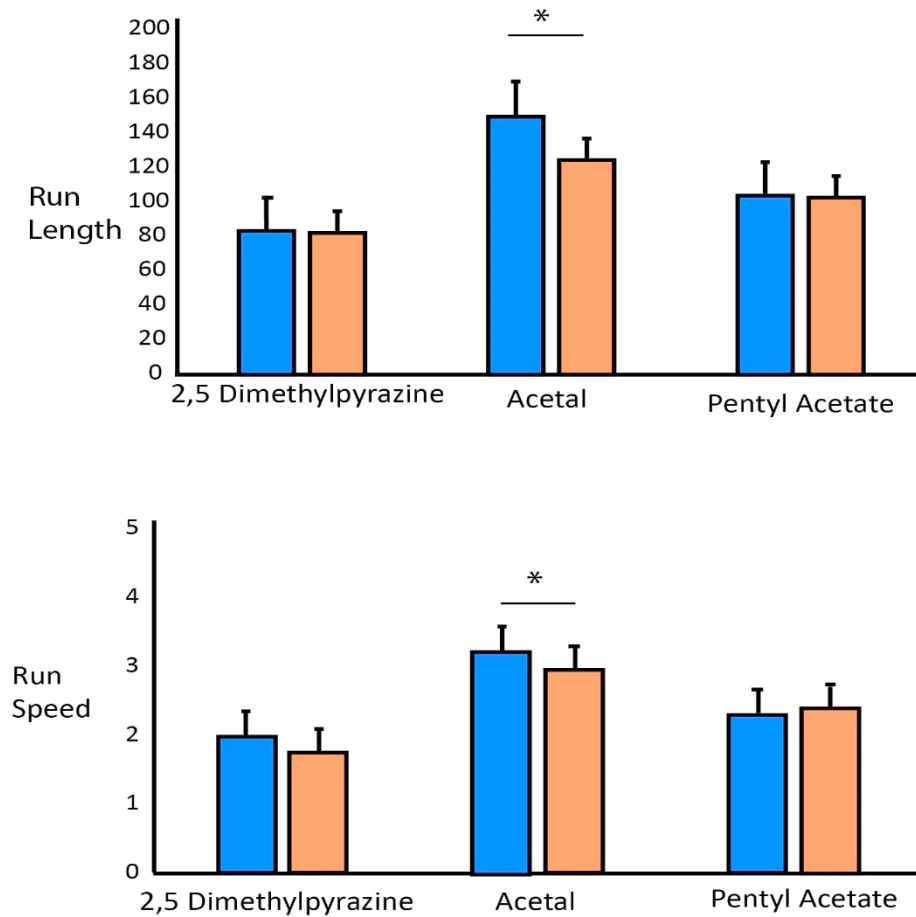 200
180
160
140
120
100
80
60
40
20
0
Run
Length
*
2,5 Dimethylpyrazine
Acetal
Pentyl Acetate
5
4
3
2
1
0
Run
Speed
*
2,5 Dimethylpyrazine
Acetal
Pentyl Acetate